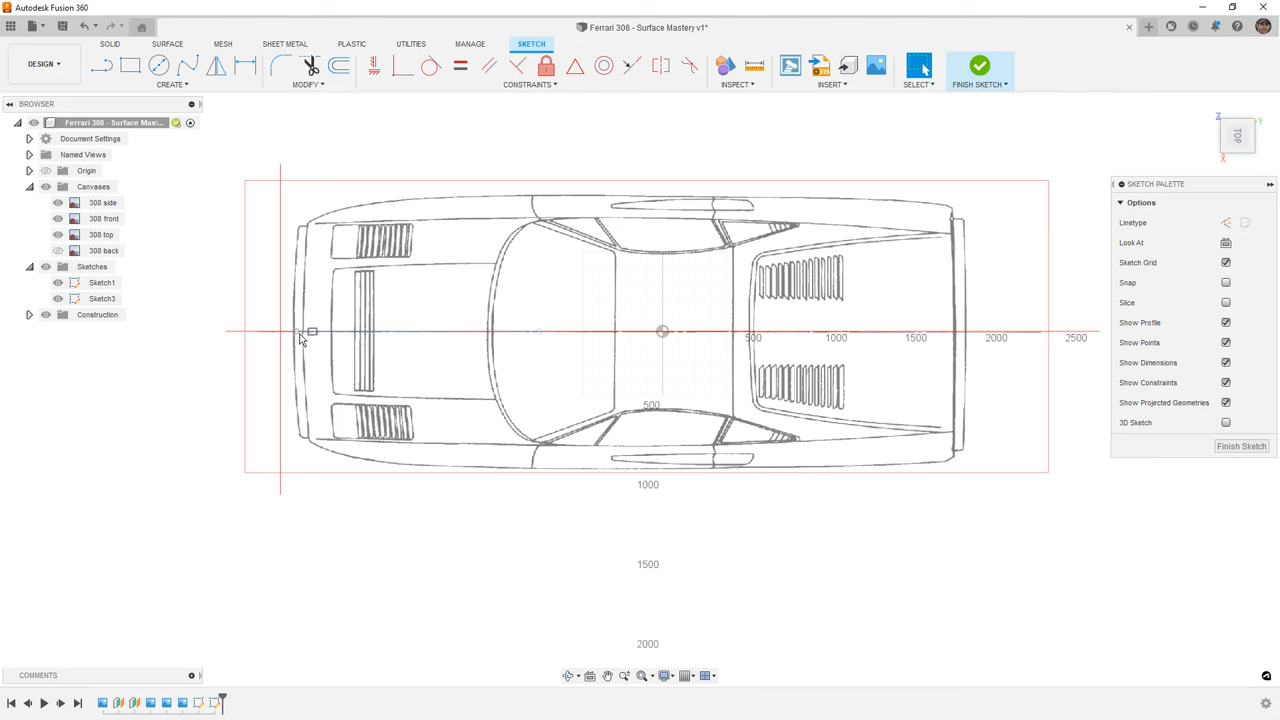 Autodesk Fusion 360
Ferrari 308 - Surface Mastery v1*
SOLID SURFACE MESH SHEET METAL PLASTIC UTILITIES MANAGE SKETCH
DESIGN
CREATE MODIFY CONSTRAINTS INSPECT INSERT SELECT FINISH SKETCH
BROWSER
Ferrari 308 - Surface Mast...
Document Settings
Named Views
Origin
Canvases
308 side
308 front
308 top
308 back
Sketches
Sketch1
Sketch3
Construction
500 1000 1500 2000 2500
500
1000
1500
2000
Z
Y
TOP
X
SKETCH PALETTE
Options
Linetype
Look At
Sketch Grid
Snap
Slice
Show Profile
Show Points
Show Dimensions
Show Constraints
Show Projected Geometries
3D Sketch
Finish Sketch
COMMENTS